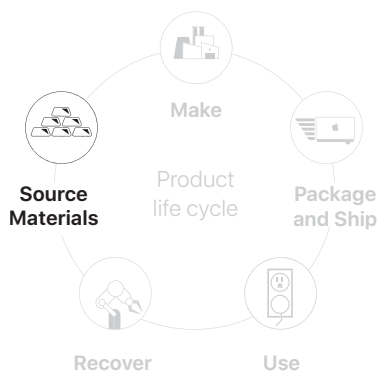 Make
Source
Materials
Product
life cycle
Package
and Ship
Recover
Use